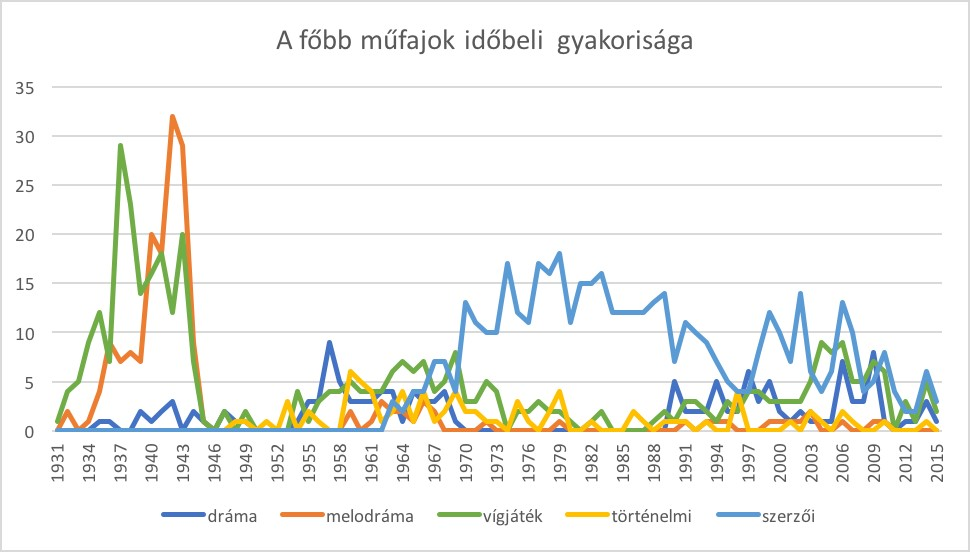 A főbb műfajok időbeli gyakorisága
35
30
25
20
15
10
5
0
1931 1934 1937 1940 1943 1946 1949 1952 1955 1958 1961 1964 1967 1970 1973 1976 1979 1982 1985 1988 1991 1994 1997 2000 2003 2006 2009 2012 2015
dráma melodráma vígjáték történelmi szerzői